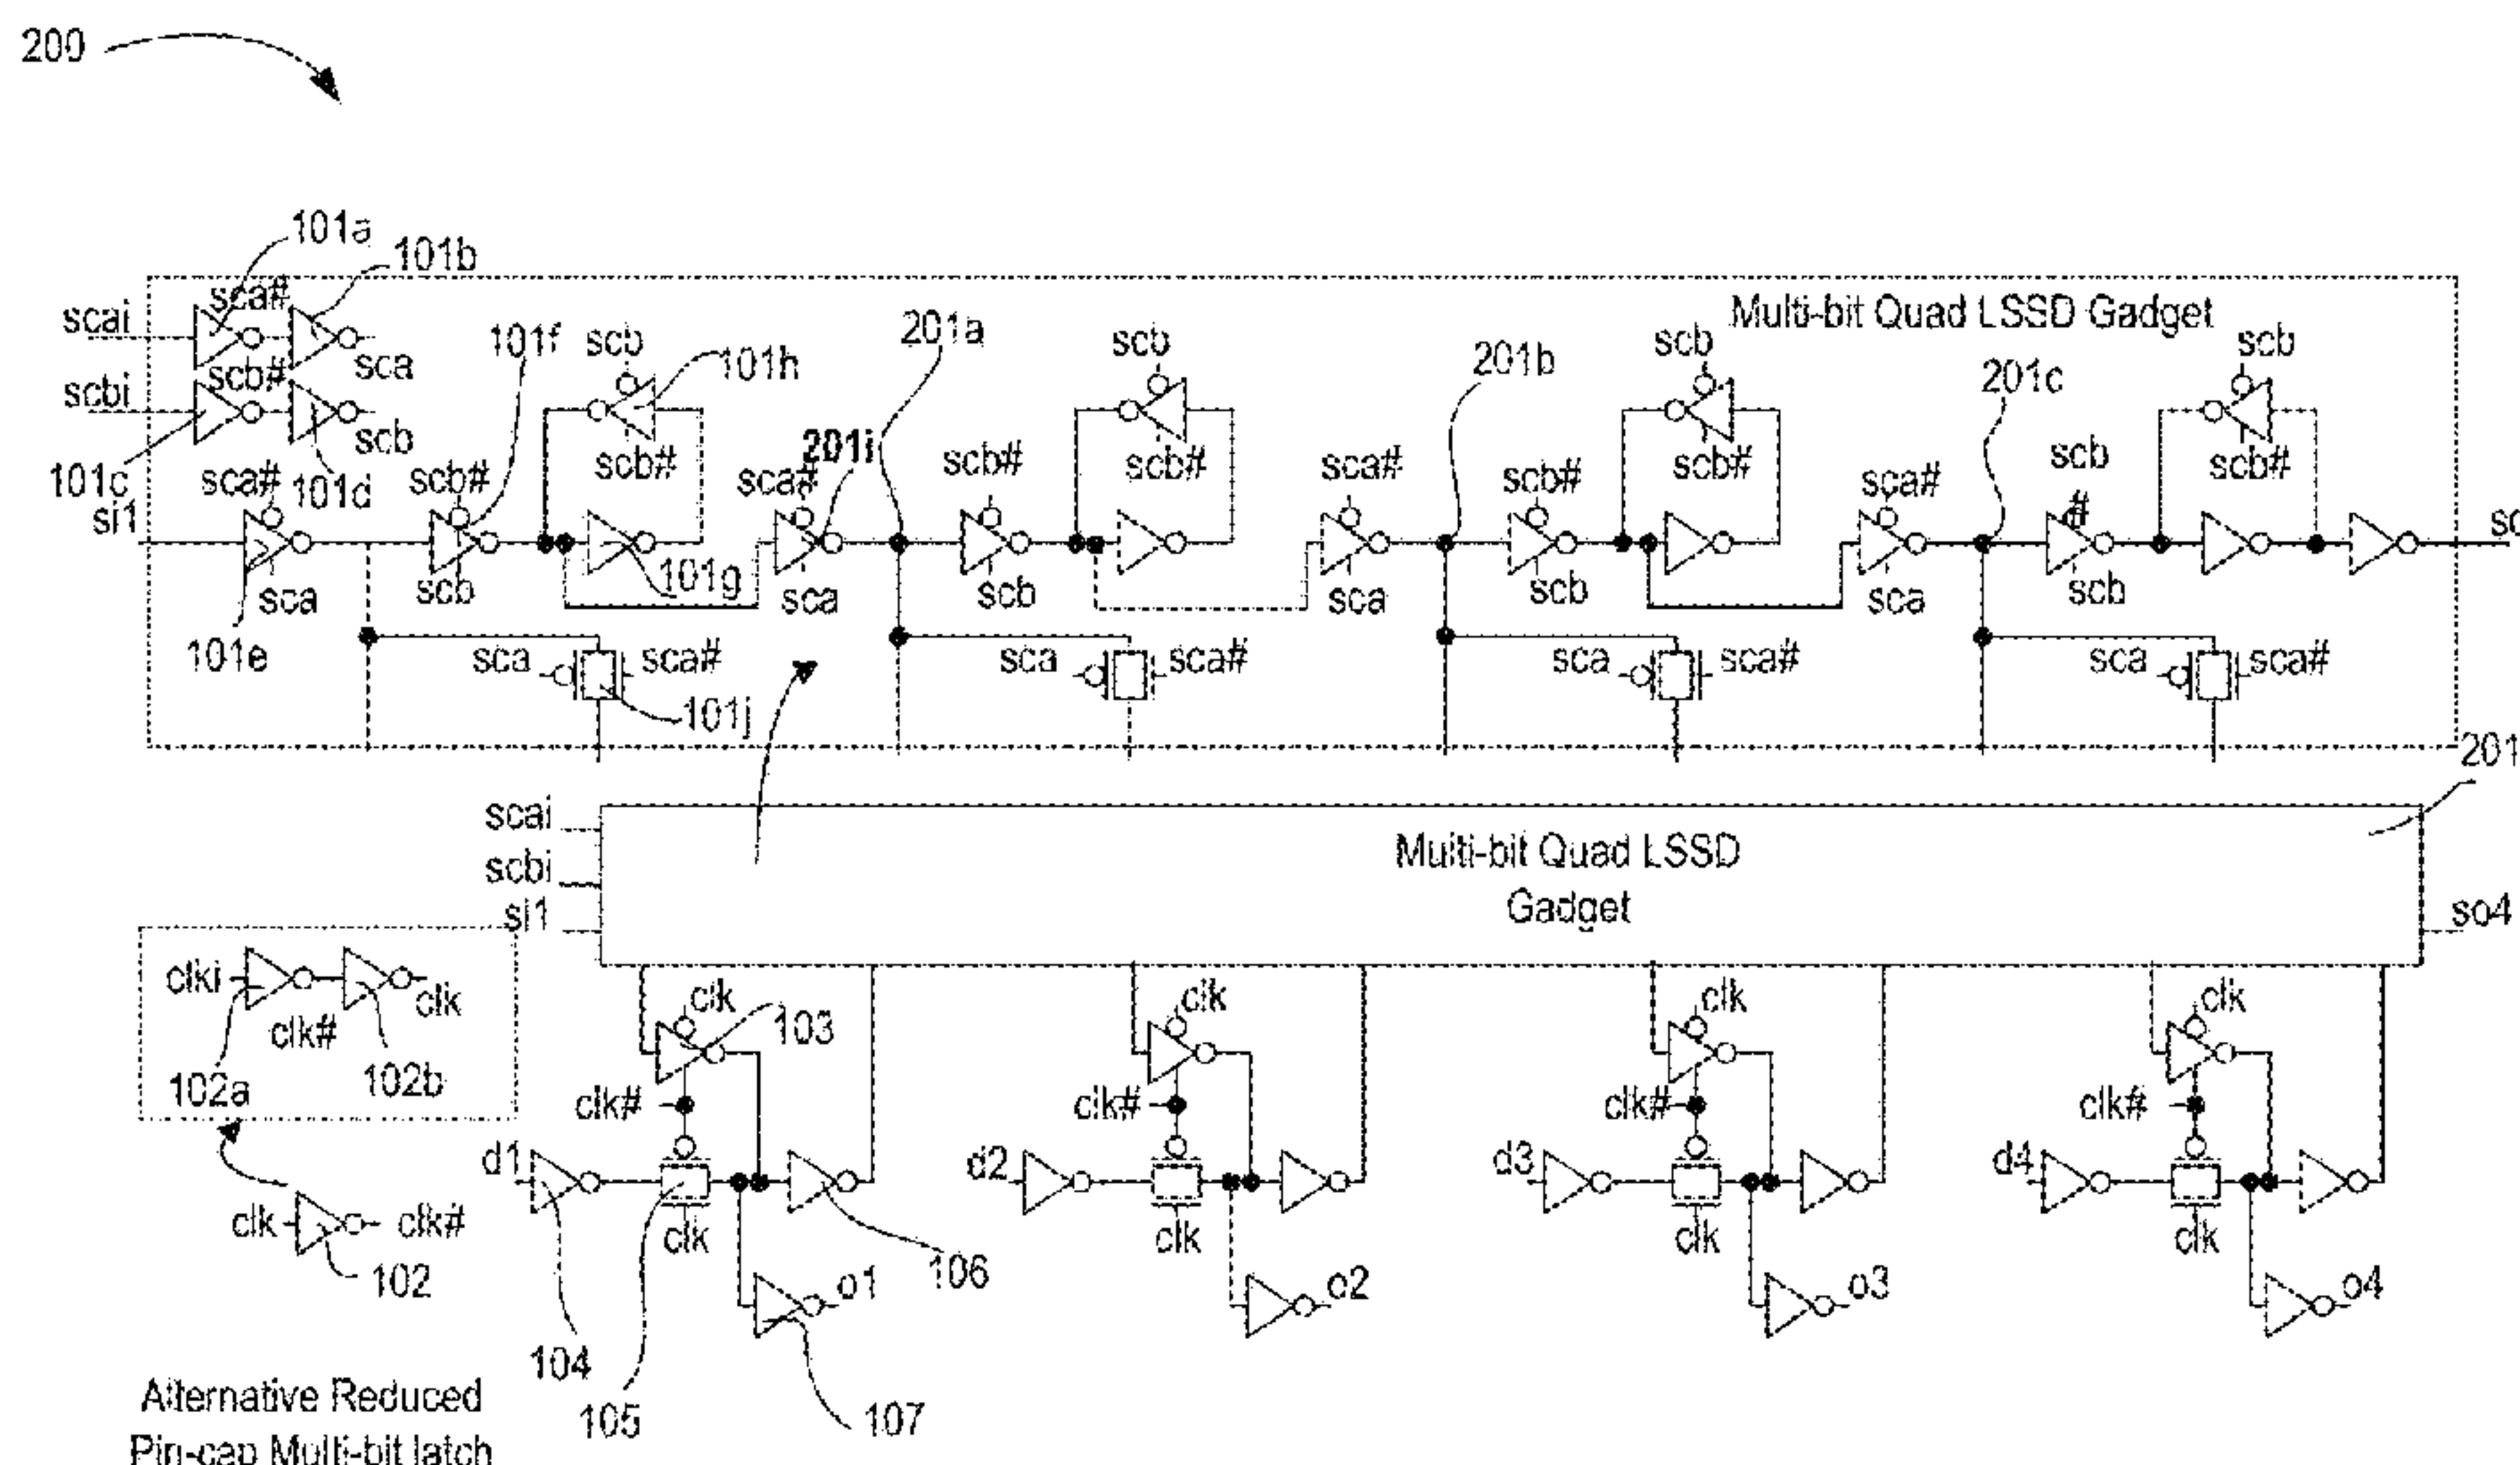 200
101a
101b
sca#
Multi-bit Quad LSSD Gadget
scai
sca
101f
scb
101h
201a
scb
201b
scb
201c
scb
scb#
scbi
scb
101c
101d
sca#
scb#
scb#
sca#
201i
scb#
scb#
sca#
scb#
scb#
sca#
scb
#
scb#
si1
sca
scb
101g
sca
scb
sca
scb
sca
scb
101e
sca
sca#
sca
sca#
sca
sca#
sca
sca#
101j
201
scai
scbi
si1
Multi-bit Quad LSSD
Gadget
so4
clki
clk
clk#
102a
102b
clk
103
clk
clk
clk
clk#
clk#
clk#
clk#
d1
d2
d3
d4
clk
clk#
clk
clk
clk
clk
102
106
o1
o2
o3
o4
104
105
107
Alternative Reduced
Pin-cap Multi-bit latch